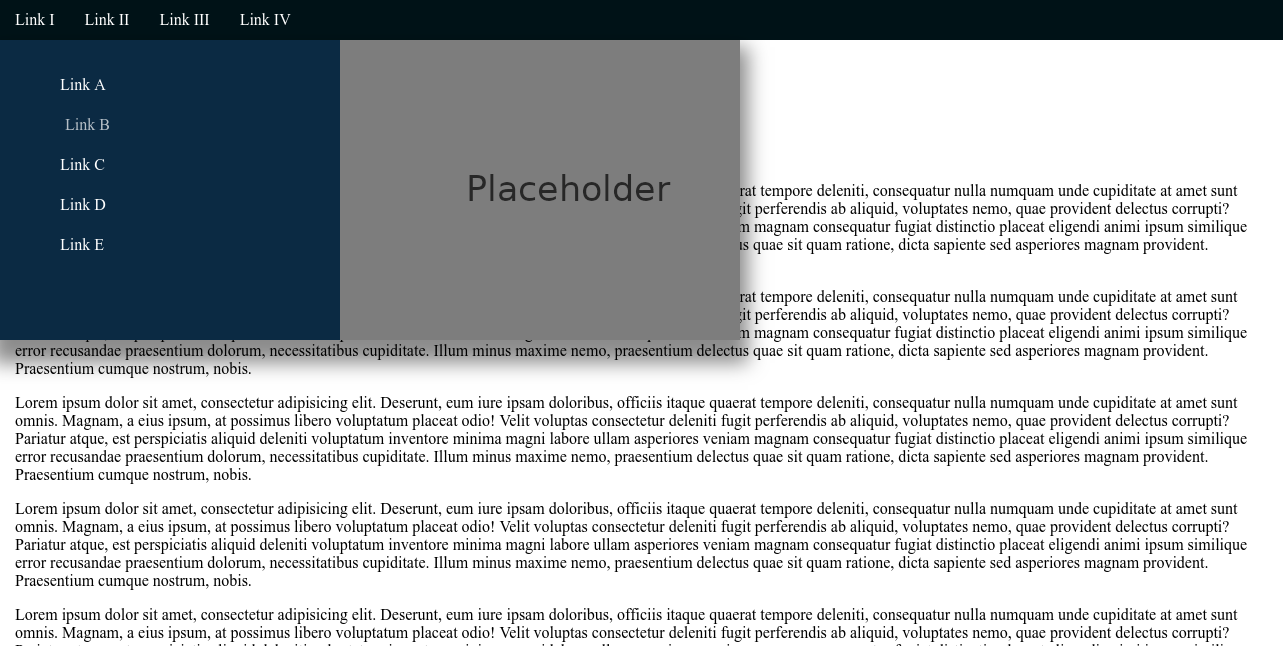 Link I Link II Link III Link IV
Link A
Link B
Link C
Link D
Link E
Placeholder
tempore deleniti, consequatur nulla numquam unde cupiditate at amet sunt
perferendis ab aliquid, voluptates nemo, quae provident delectus corrupti?
magnam consequatur fugiat distinctio placeat eligendi animi ipsum similique
quae sit quam ratione, dicta sapiente sed asperiores magnam provident.
tempore deleniti, consequatur nulla numquam unde cupiditate at amet sunt
perferendis ab aliquid, voluptates nemo, quae provident delectus corrupti?
magnam consequatur fugiat distinctio placeat eligendi animi ipsum similique
error recusandae praesentium dolorum, necessitatibus cupiditate. Illum minus maxime nemo, praesentium delectus quae sit quam ratione, dicta sapiente sed asperiores magnam provident.
Praesentium cumque nostrum, nobis.
Lorem ipsum dolor sit amet, consectetur adipisicing elit. Deserunt, eum iure ipsam doloribus, officiis itaque quaerat tempore deleniti, consequatur nulla numquam unde cupiditate at amet sunt
omnis. Magnam, a eius ipsum, at possimus libero voluptatum placeat odio! Velit voluptas consectetur deleniti fugit perferendis ab aliquid, voluptates nemo, quae provident delectus corrupti?
Pariatur atque, est perspiciatis aliquid deleniti voluptatum inventore minima magni labore ullam asperiores veniam magnam consequatur fugiat distinctio placeat eligendi animi ipsum similique
error recusandae praesentium dolorum, necessitatibus cupiditate. Illum minus maxime nemo, praesentium delectus quae sit quam ratione, dicta sapiente sed asperiores magnam provident.
Praesentium cumque nostrum, nobis.
Lorem ipsum dolor sit amet, consectetur adipisicing elit. Deserunt, eum iure ipsam doloribus, officiis itaque quaerat tempore deleniti, consequatur nulla numquam unde cupiditate at amet sunt
omnis. Magnam, a eius ipsum, at possimus libero voluptatum placeat odio! Velit voluptas consectetur deleniti fugit perferendis ab aliquid, voluptates nemo, quae provident delectus corrupti?
Pariatur atque, est perspiciatis aliquid deleniti voluptatum inventore minima magni labore ullam asperiores veniam magnam consequatur fugiat distinctio placeat eligendi animi ipsum similique
error recusandae praesentium dolorum, necessitatibus cupiditate. Illum minus maxime nemo, praesentium delectus quae sit quam ratione, dicta sapiente sed asperiores magnam provident.
Praesentium cumque nostrum, nobis.
Lorem ipsum dolor sit amet, consectetur adipisicing elit. Deserunt, eum iure ipsam doloribus, officiis itaque quaerat tempore deleniti, consequatur nulla numquam unde cupiditate at amet sunt
omnis. Magnam, a eius ipsum, at possimus libero voluptatum placeat odio! Velit voluptas consectetur deleniti fugit perferendis ab aliquid, voluptates nemo, quae provident delectus corrupti?